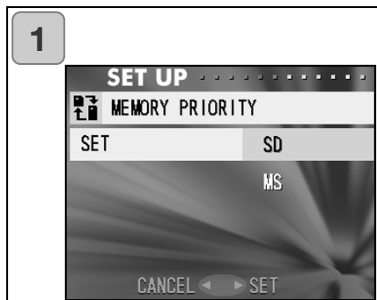 1
SET UP
MEMORY PRIORITY
SET SD
MS
CANCEL SET